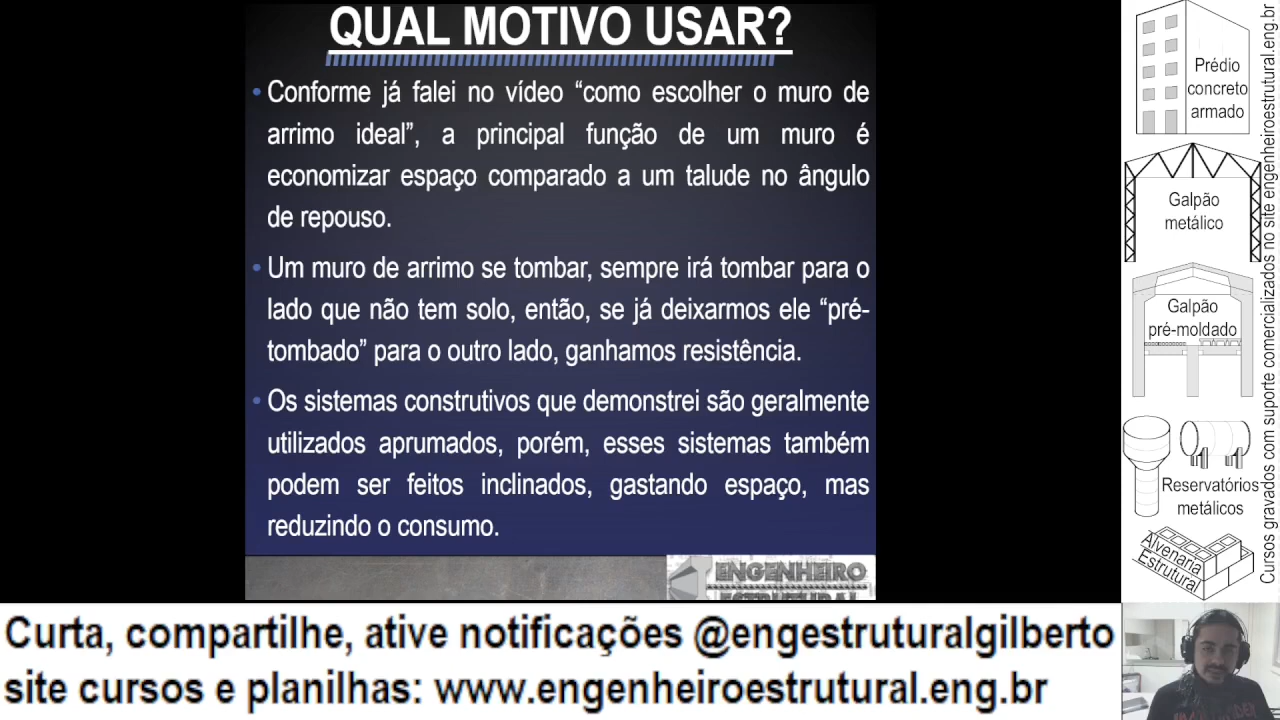 QUAL MOTIVO USAR?
• Conforme já falei no vídeo “como escolher o muro de
arrimo ideal”, a principal função de um muro é
economizar espaço comparado a um talude no ângulo
de repouso.
• Um muro de arrimo se tombar, sempre irá tombar para o
lado que não tem solo, então, se já deixarmos ele “pré-
tombado” para o outro lado, ganhamos resistência.
• Os sistemas construtivos que demonstrei são geralmente
utilizados aprumados, porém, esses sistemas também
podem ser feitos inclinados, gastando espaço, mas
reduzindo o consumo.
ENGENHEIRO
ESTRUTURAL
Prédio
concreto
armado
Galpão
metálico
Galpão
pré-moldado
Reservatórios
metálicos
Alvenaria
Estrutural
Cursos gravados com suporte comercializados no site engenheiroestrutural.eng.br
Curta, compartilhe, ative notificações @engestruturalgilberto
site cursos e planilhas: www.engenheiroestrutural.eng.br